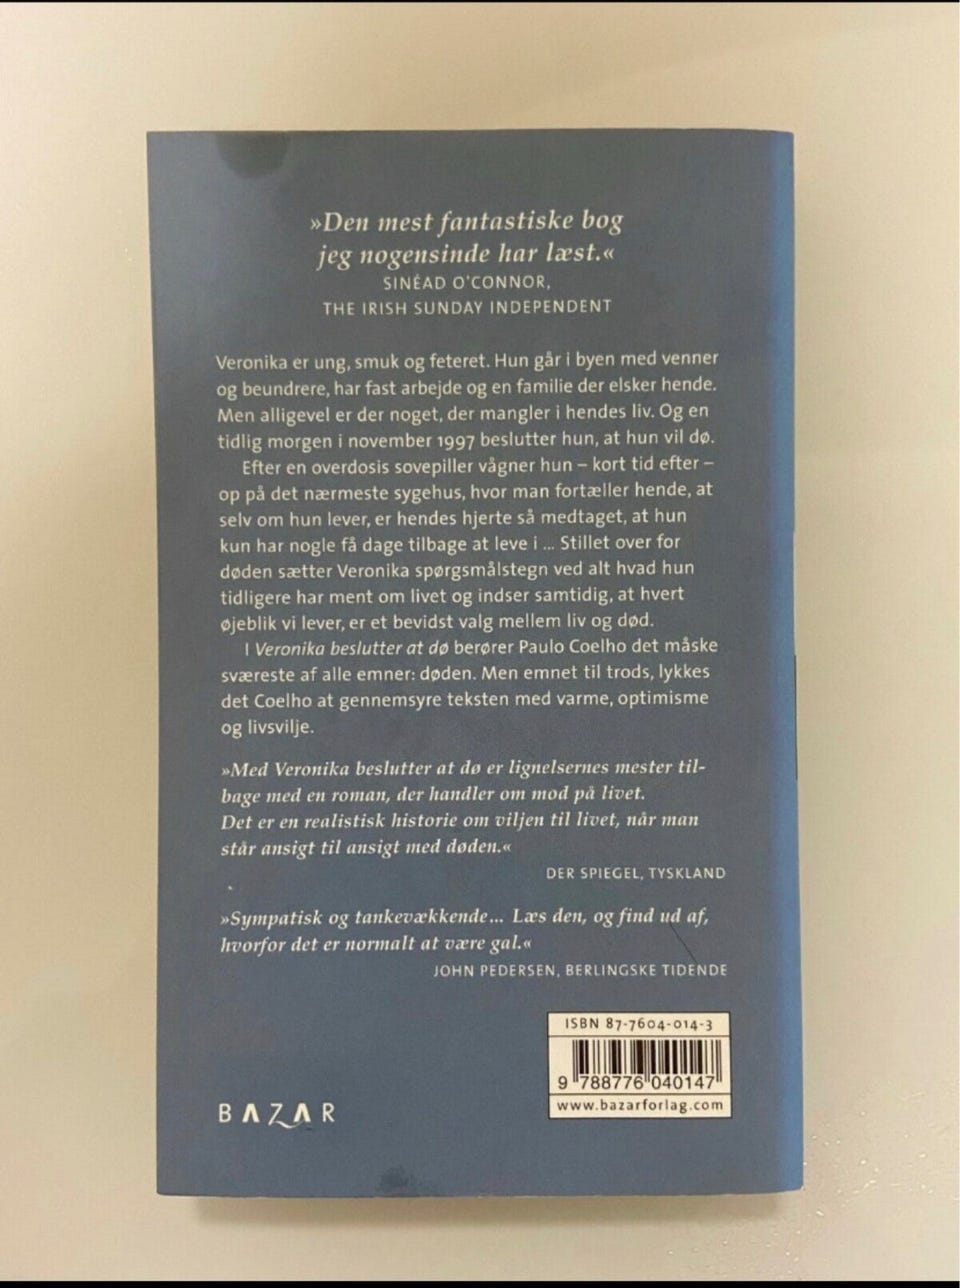 »Den mest fantastiske bog
jeg nogensinde har læst.«
SINÉAD O'CONNOR,
THE IRISH SUNDAY INDEPENDENT
Veronika er ung, smuk og feteret. Hun går i byen med venner
og beundrere, har fast arbejde og en familie der elsker hende.
Men alligevel er der noget, der mangler i hendes liv. Og en
tidlig morgen i november 1997 beslutter hun, at hun vil dø.
Efter en overdosis sovepiller vågner hun – kort tid efter –
op på det nærmeste sygehus, hvor man fortæller hende, at
selv om hun lever, er hendes hjerte så medtaget, at hun
kun har nogle få dage tilbage at leve i ... Stillet over for
døden sætter Veronika spørgsmålstegn ved alt hvad hun
tidligere har ment om livet og indser samtidig, at hvert
øjeblik vi lever, er et bevidst valg mellem liv og død.
I Veronika beslutter at dø berører Paulo Coelho det måske
sværeste af alle emner: døden. Men emnet til trods, lykkes
det Coelho at gennemsyre teksten med varme, optimisme
og livsvilje.
»Med Veronika beslutter at dø er lignelsernes mester til-
bage med en roman, der handler om mod på livet.
Det er en realistisk historie om viljen til livet, når man
står ansigt til ansigt med døden.«
DER SPIEGEL, TYSKLAND
»Sympatisk og tankevækkende... Læs den, og find ud af,
hvorfor det er normalt at være gal.«
JOHN PEDERSEN, BERLINGSKE TIDENDE
ISBN 87-7604-014-3
9 788776 040147
www.bazarforlag.com
BAZAR